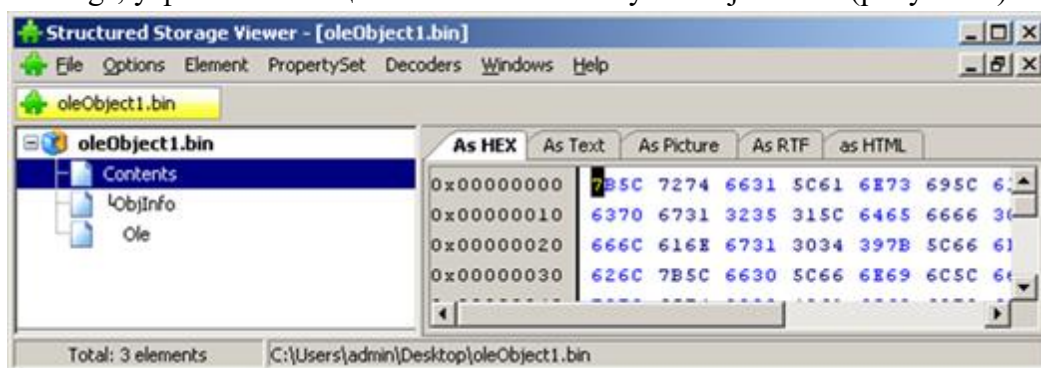 Structured Storage Viewer - [oleObject1.bin]
File Options Element PropertySet Decoders Windows Help
oleObject1.bin
oleObject1.bin
Contents
└ObjInfo
Ole
As HEX As Text As Picture As RTF as HTML
0x00000000 7B5C 7274 6631 5C61 6E73 695C
0x00000010 6370 6731 3235 315C 6465 6666
0x00000020 666C 616E 6731 3034 397B 5C66
0x00000030 626C 7B5C 6630 5C66 6E69 6C5C
Total: 3 elements C:\Users\admin\Desktop\oleObject1.bin